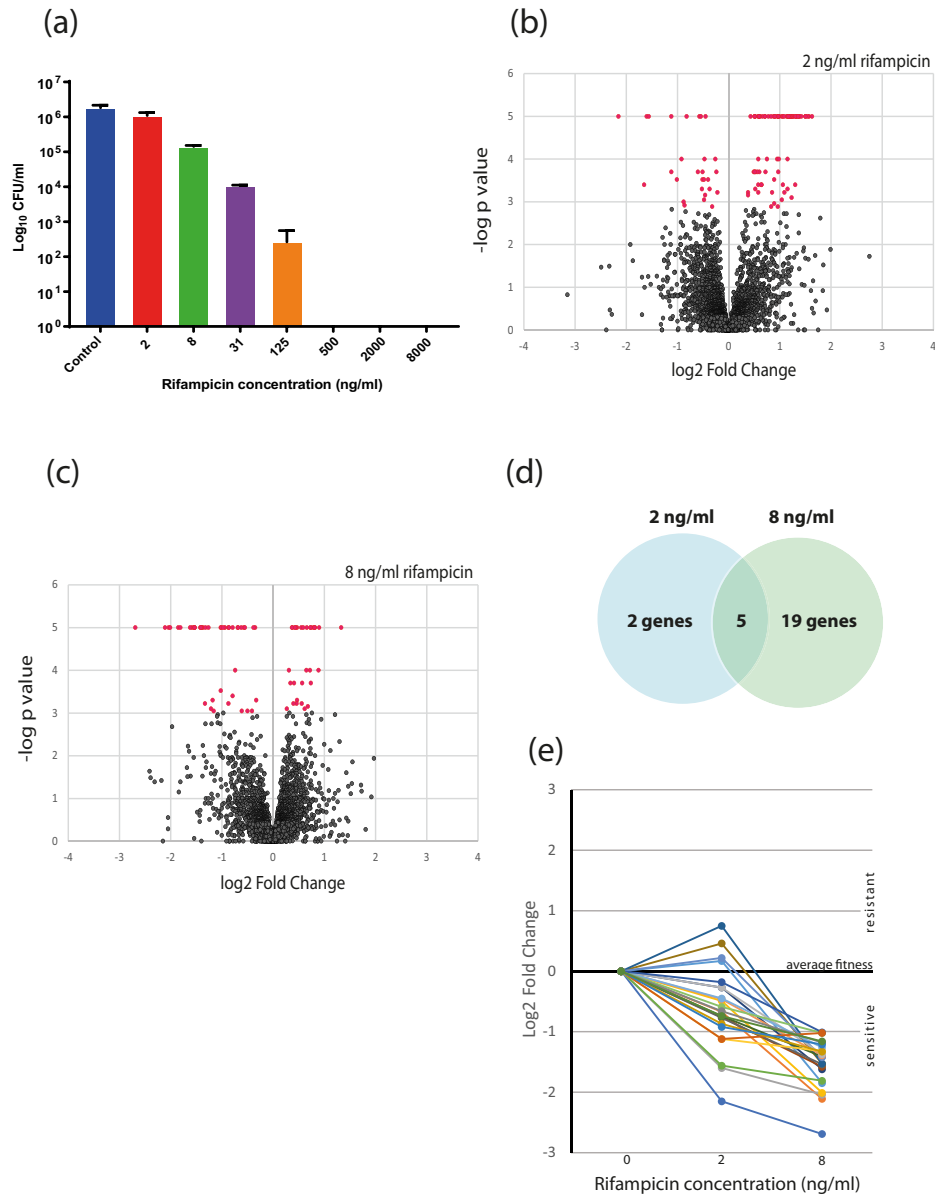 (a)
Log10 CFU/ml
10^7
10^6
10^5
10^4
10^3
10^2
10^1
10^0
Control 2 8 31 125 500 2000 8000
Rifampicin concentration (ng/ml)
(b)
2 ng/ml rifampicin
-log p value
6
5
4
3
2
1
0
-4 -3 -2 -1 0 1 2 3 4
log2 Fold Change
(c)
8 ng/ml rifampicin
-log p value
6
5
4
3
2
1
0
-4 -3 -2 -1 0 1 2 3 4
log2 Fold Change
(d)
2 ng/ml 8 ng/ml
2 genes 5 19 genes
(e)
Log2 Fold Change
3
2
1
0
-1
-2
-3
resistant
average fitness
sensitive
0 2 8
Rifampicin concentration (ng/ml)